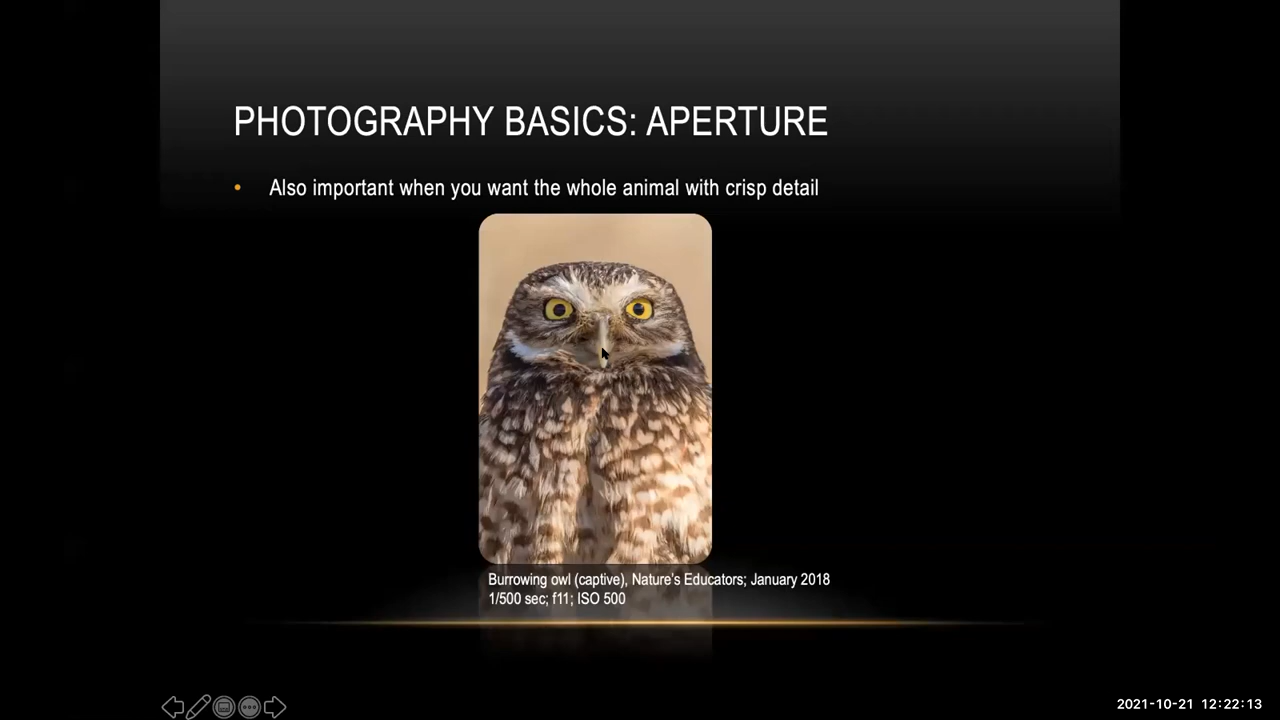 PHOTOGRAPHY BASICS: APERTURE
• Also important when you want the whole animal with crisp detail
Burrowing owl (captive), Nature's Educators; January 2018
1/500 sec; f11; ISO 500
2021-10-21 12:22:13